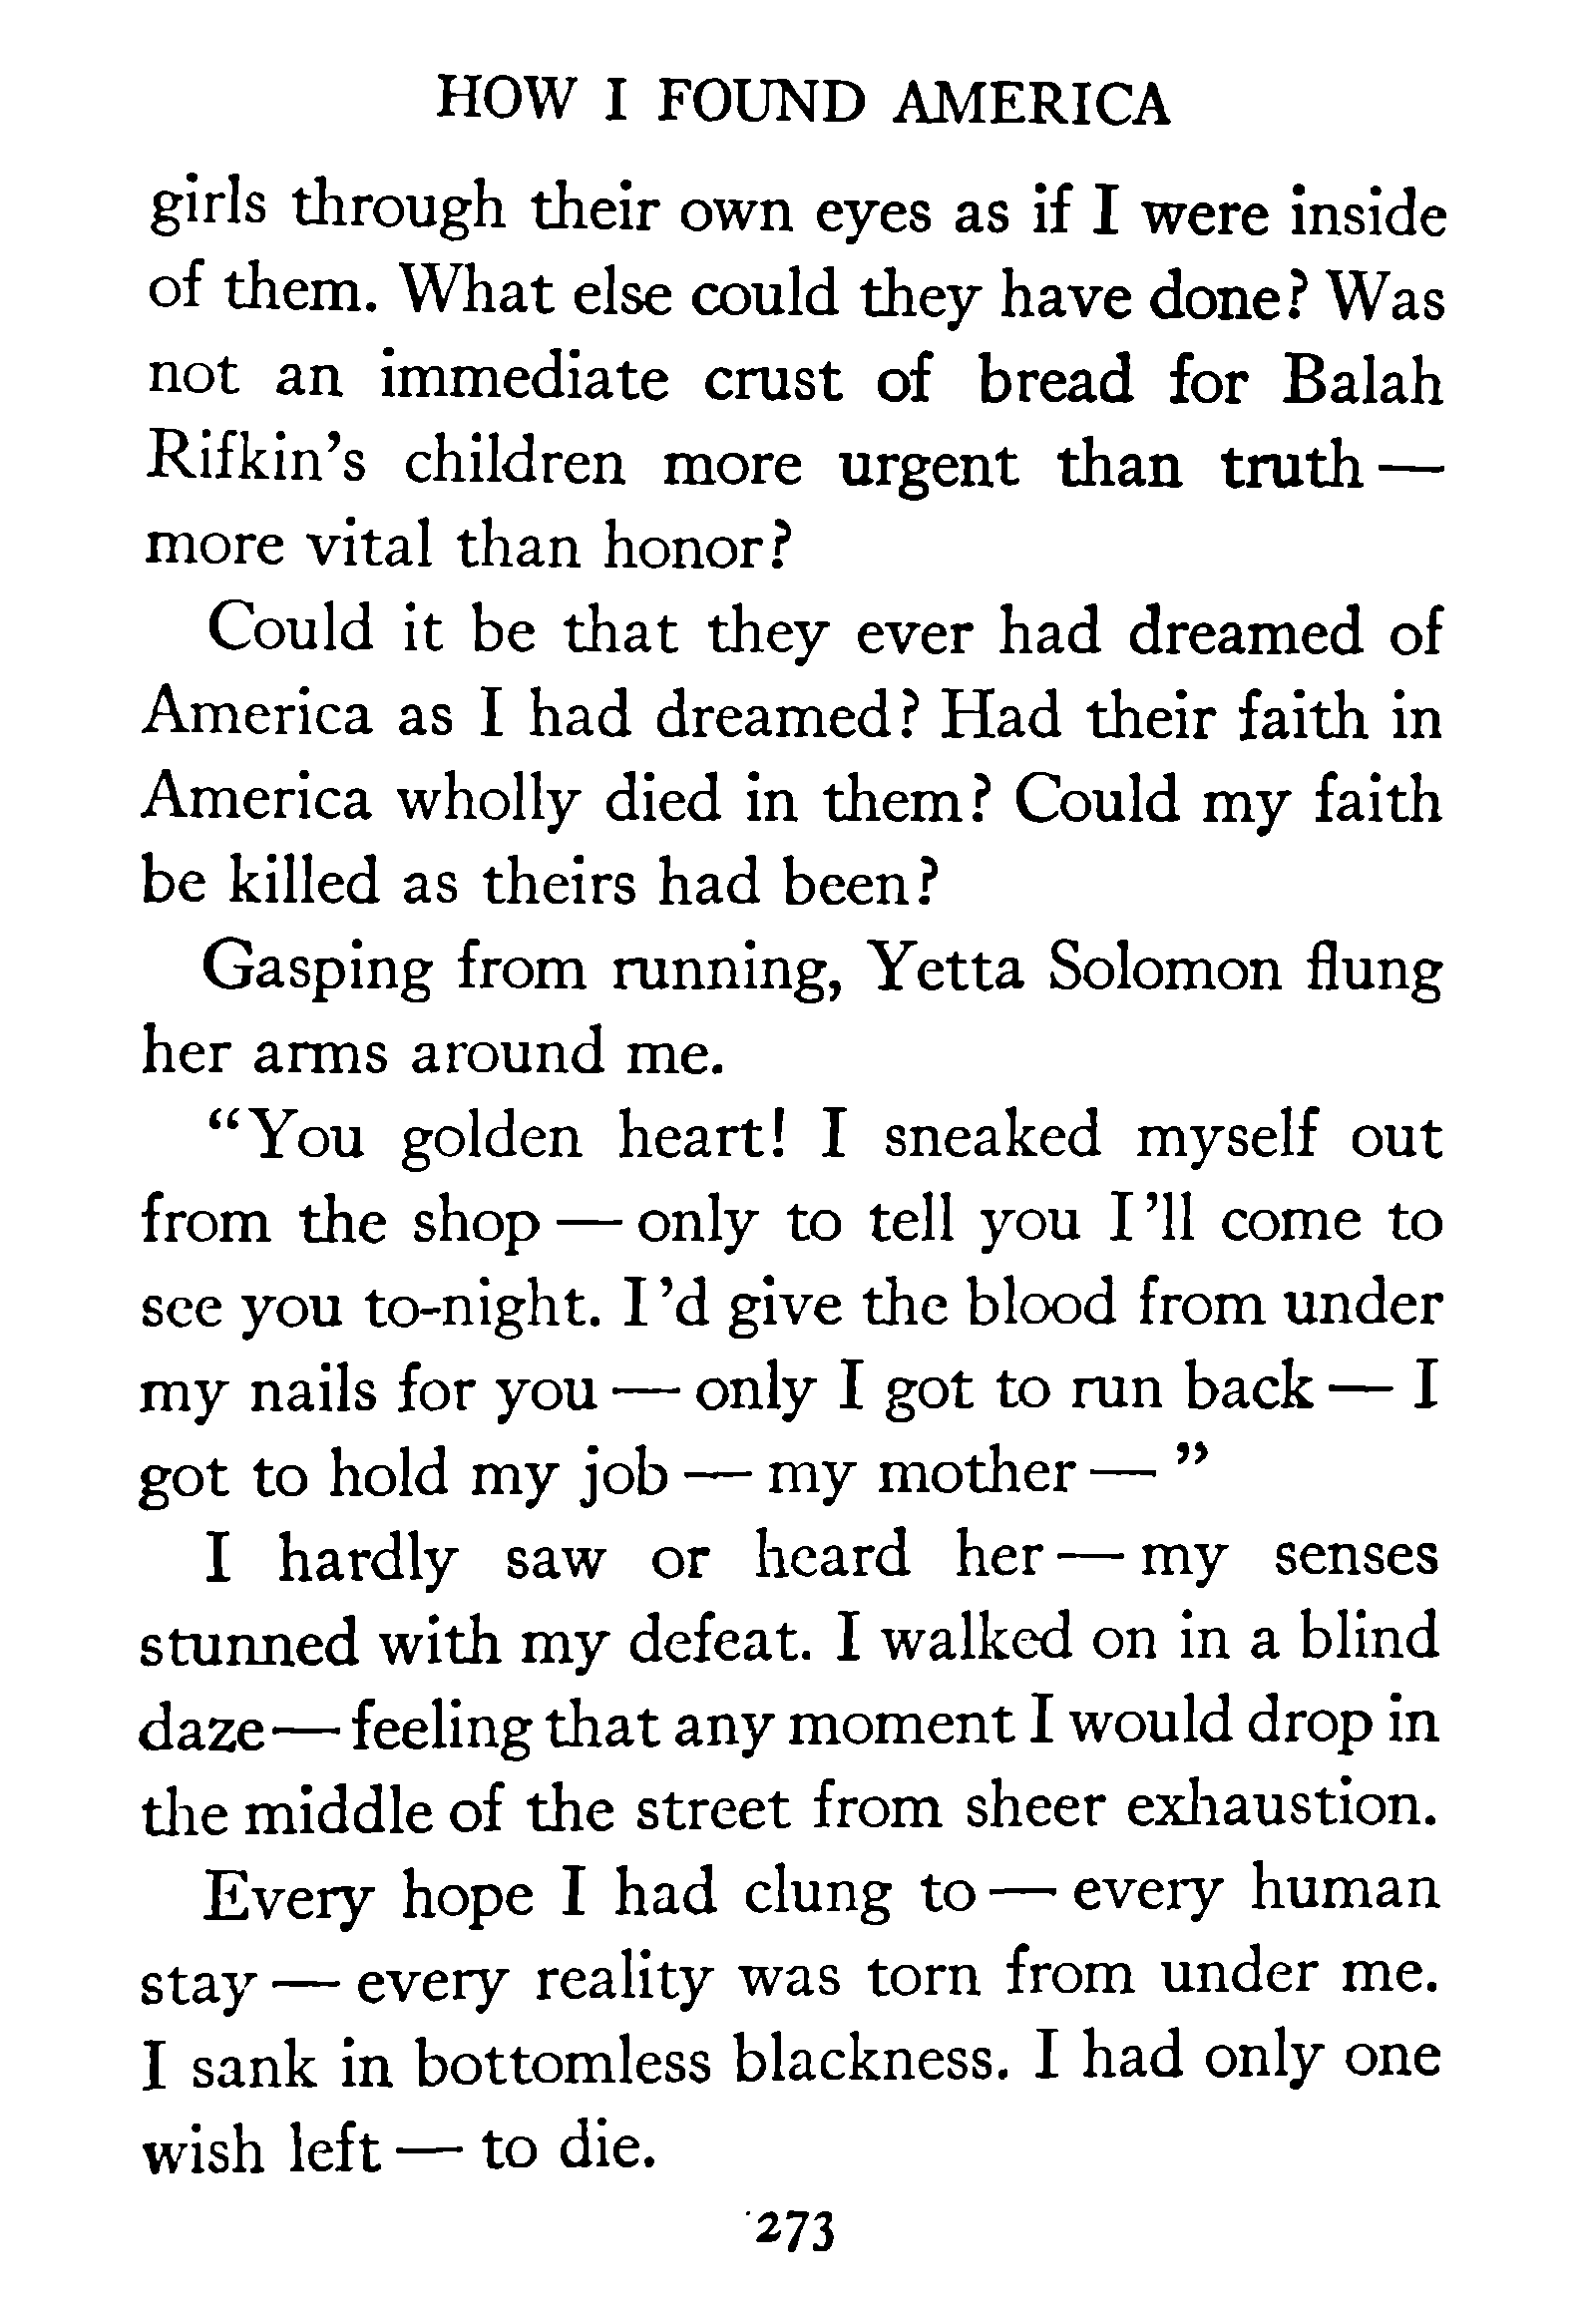 HOW I FOUND AMERICA
girls through their own eyes as if I were inside
of them. What else could they have done? Was
not an immediate crust of bread for Balah
Rifkin's children more urgent than truth —
more vital than honor?
Could it be that they ever had dreamed of
America as I had dreamed? Had their faith in
America wholly died in them? Could my faith
be killed as theirs had been?
Gasping from running, Yetta Solomon flung
her arms around me.
“You golden heart! I sneaked myself out
from the shop — only to tell you I'll come to
see you to-night. I'd give the blood from under
my nails for you — only I got to run back — I
got to hold my job — my mother — ”
I hardly saw or heard her — my senses
stunned with my defeat. I walked on in a blind
daze — feeling that any moment I would drop in
the middle of the street from sheer exhaustion.
Every hope I had clung to — every human
stay — every reality was torn from under me.
I sank in bottomless blackness. I had only one
wish left — to die.
273